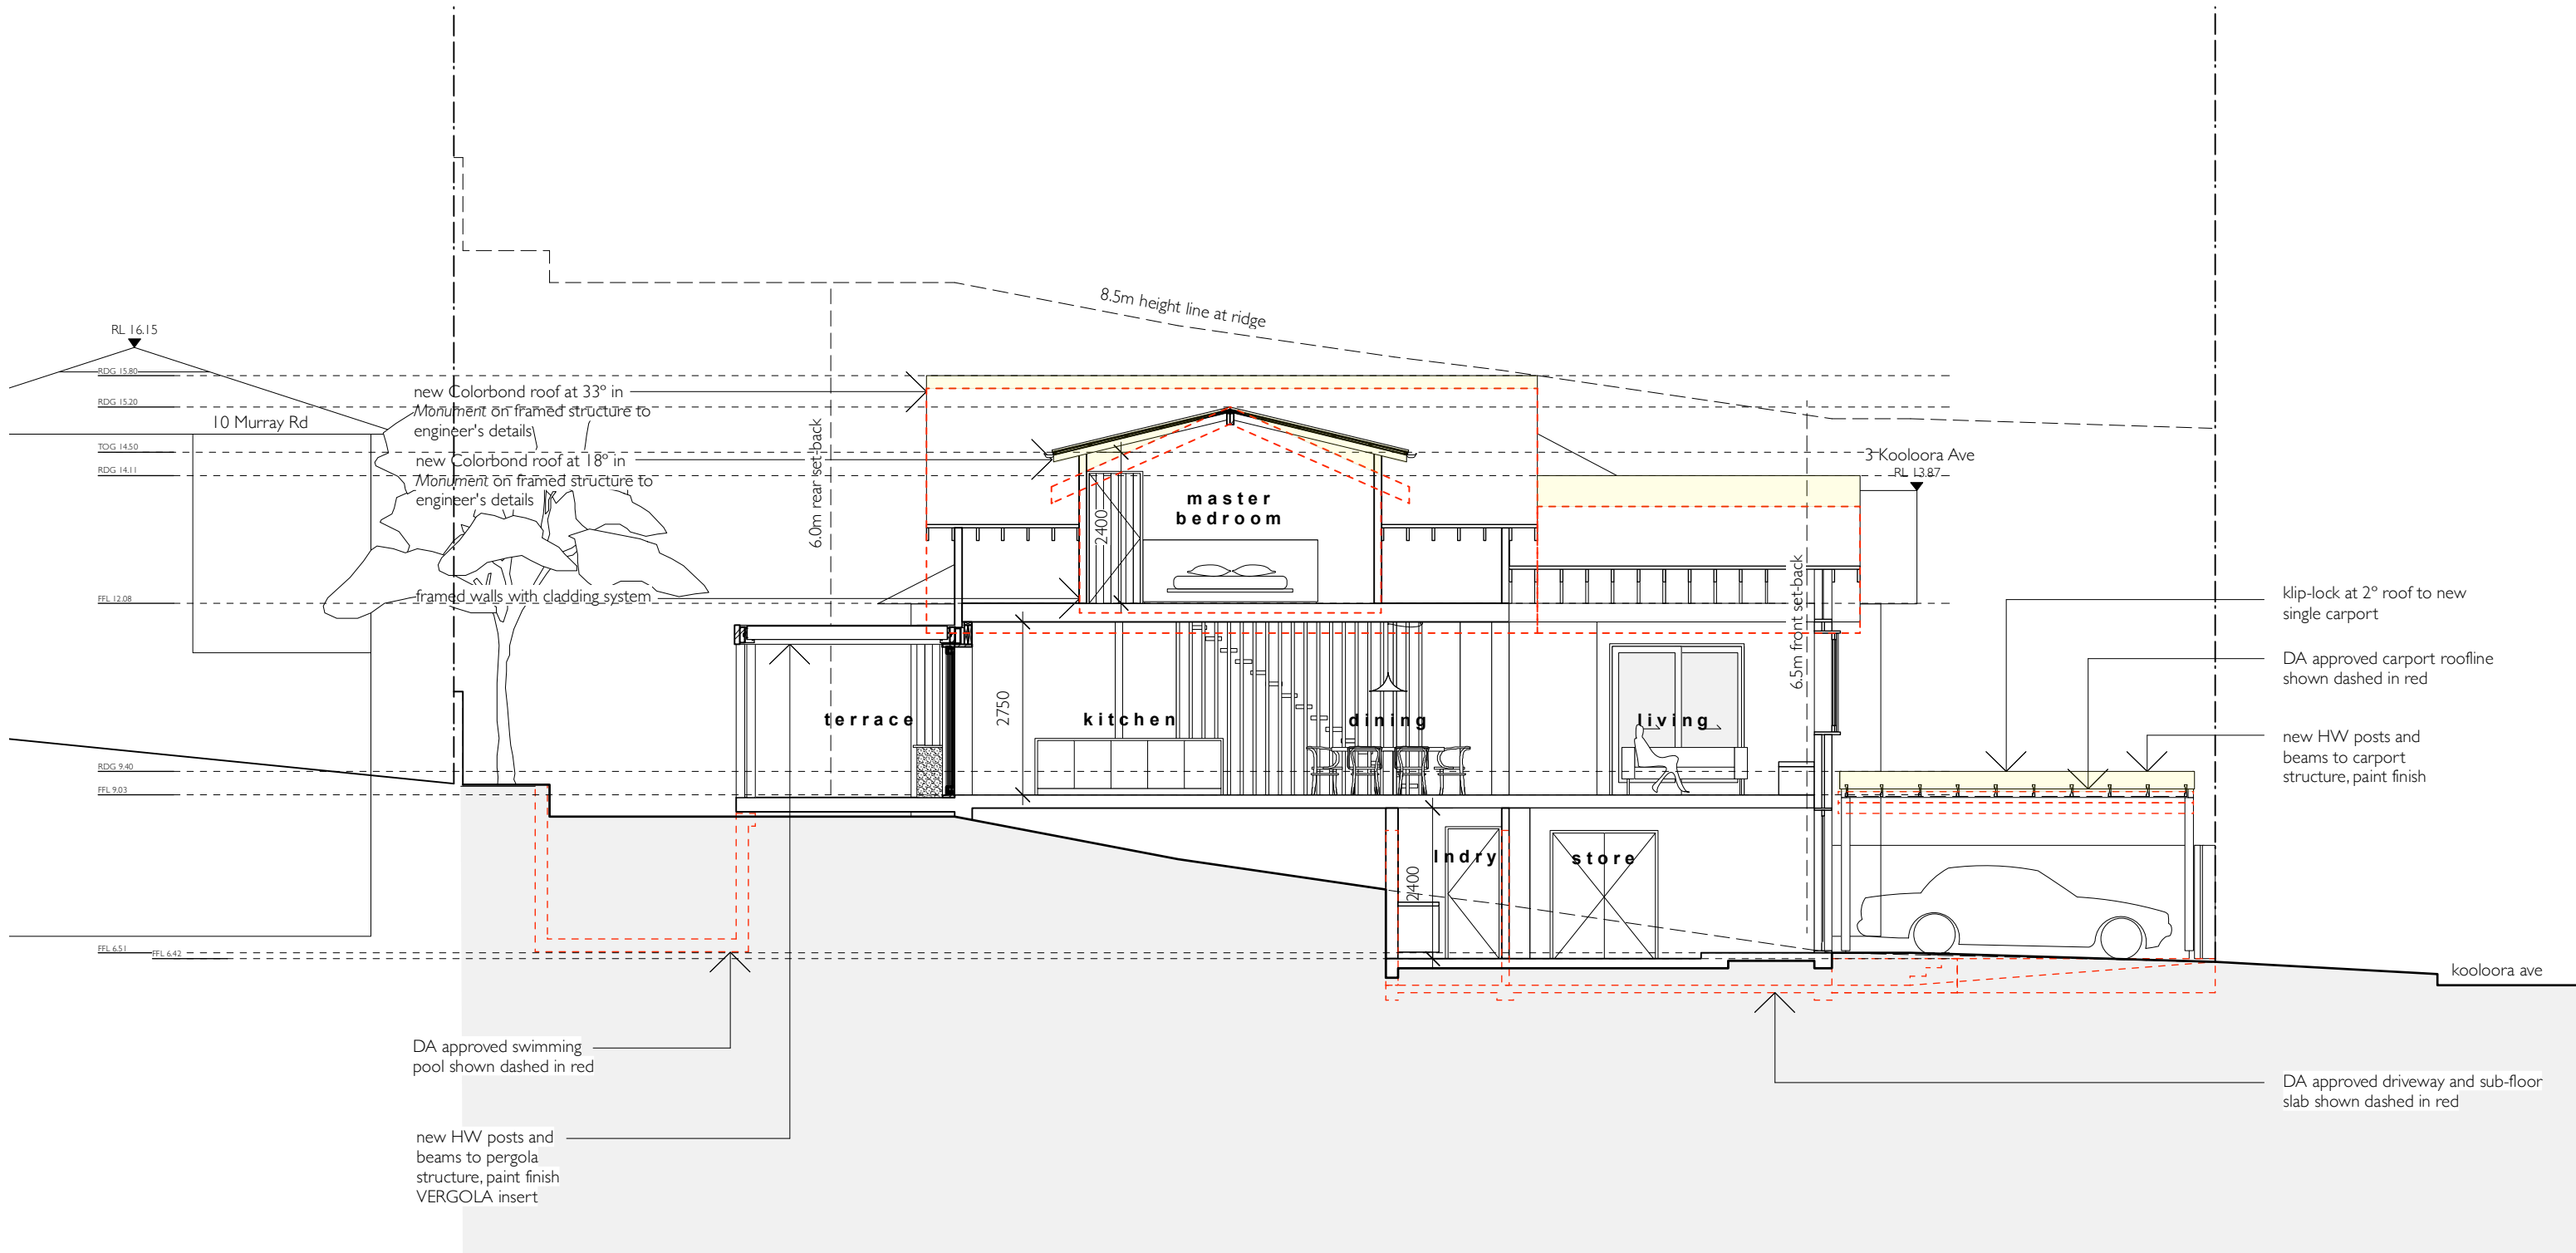 8.5m height line at ridge
RL 16.15
RDG 15.80
RDG 15.20
10 Murray Rd
TOG 14.50
RDG 14.11
new Colorbond roof at 33º in
Monument on framed structure to
engineer's details
new Colorbond roof at 18º in
Monument on framed structure to
engineer's details
6.0m rear set-back
3 Kooloora Ave
RL 13.87
master
bedroom
2400
framed walls with cladding system
FFL 12.08
6.5m front set-back
klip-lock at 2º roof to new
single carport
DA approved carport roofline
shown dashed in red
new HW posts and
beams to carport
structure, paint finish
terrace
2750
kitchen
dining
living
RDG 9.40
FFL 9.03
lndry
store
2400
FFL 6.51
FFL 6.42
kooloora ave
DA approved swimming
pool shown dashed in red
DA approved driveway and sub-floor
slab shown dashed in red
new HW posts and
beams to pergola
structure, paint finish
VERGOLA insert